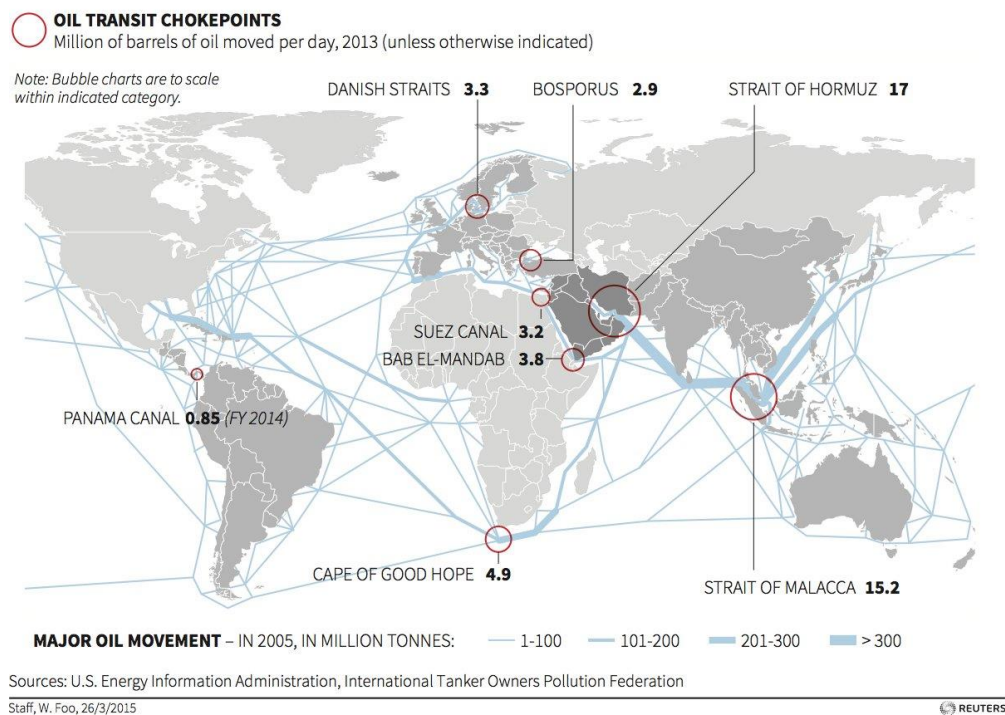 OIL TRANSIT CHOKEPOINTS
Million of barrels of oil moved per day, 2013 (unless otherwise indicated)
Note: Bubble charts are to scale
within indicated category.
DANISH STRAITS 3.3
BOSPORUS 2.9
STRAIT OF HORMUZ 17
SUEZ CANAL 3.2
BAB EL-MANDAB 3.8
PANAMA CANAL 0.85 (FY 2014)
CAPE OF GOOD HOPE 4.9
STRAIT OF MALACCA 15.2
MAJOR OIL MOVEMENT – IN 2005, IN MILLION TONNES: 1-100 101-200 201-300 > 300
Sources: U.S. Energy Information Administration, International Tanker Owners Pollution Federation
Staff, W. Foo, 26/3/2015
REUTERS